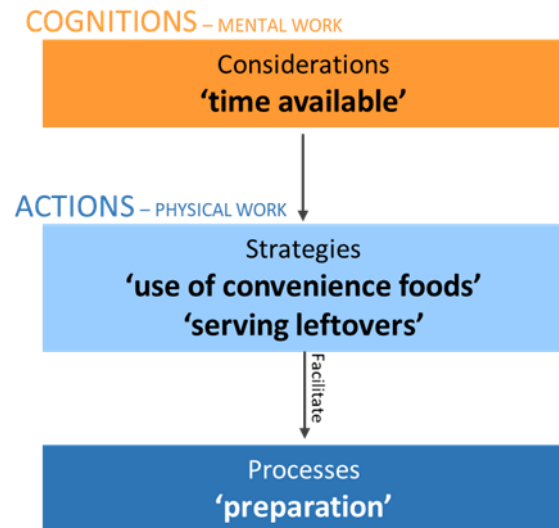 COGNITIONS – MENTAL WORK
Considerations
‘time available’
ACTIONS – PHYSICAL WORK
Strategies
‘use of convenience foods’
‘serving leftovers’
Facilitate
Processes
‘preparation’